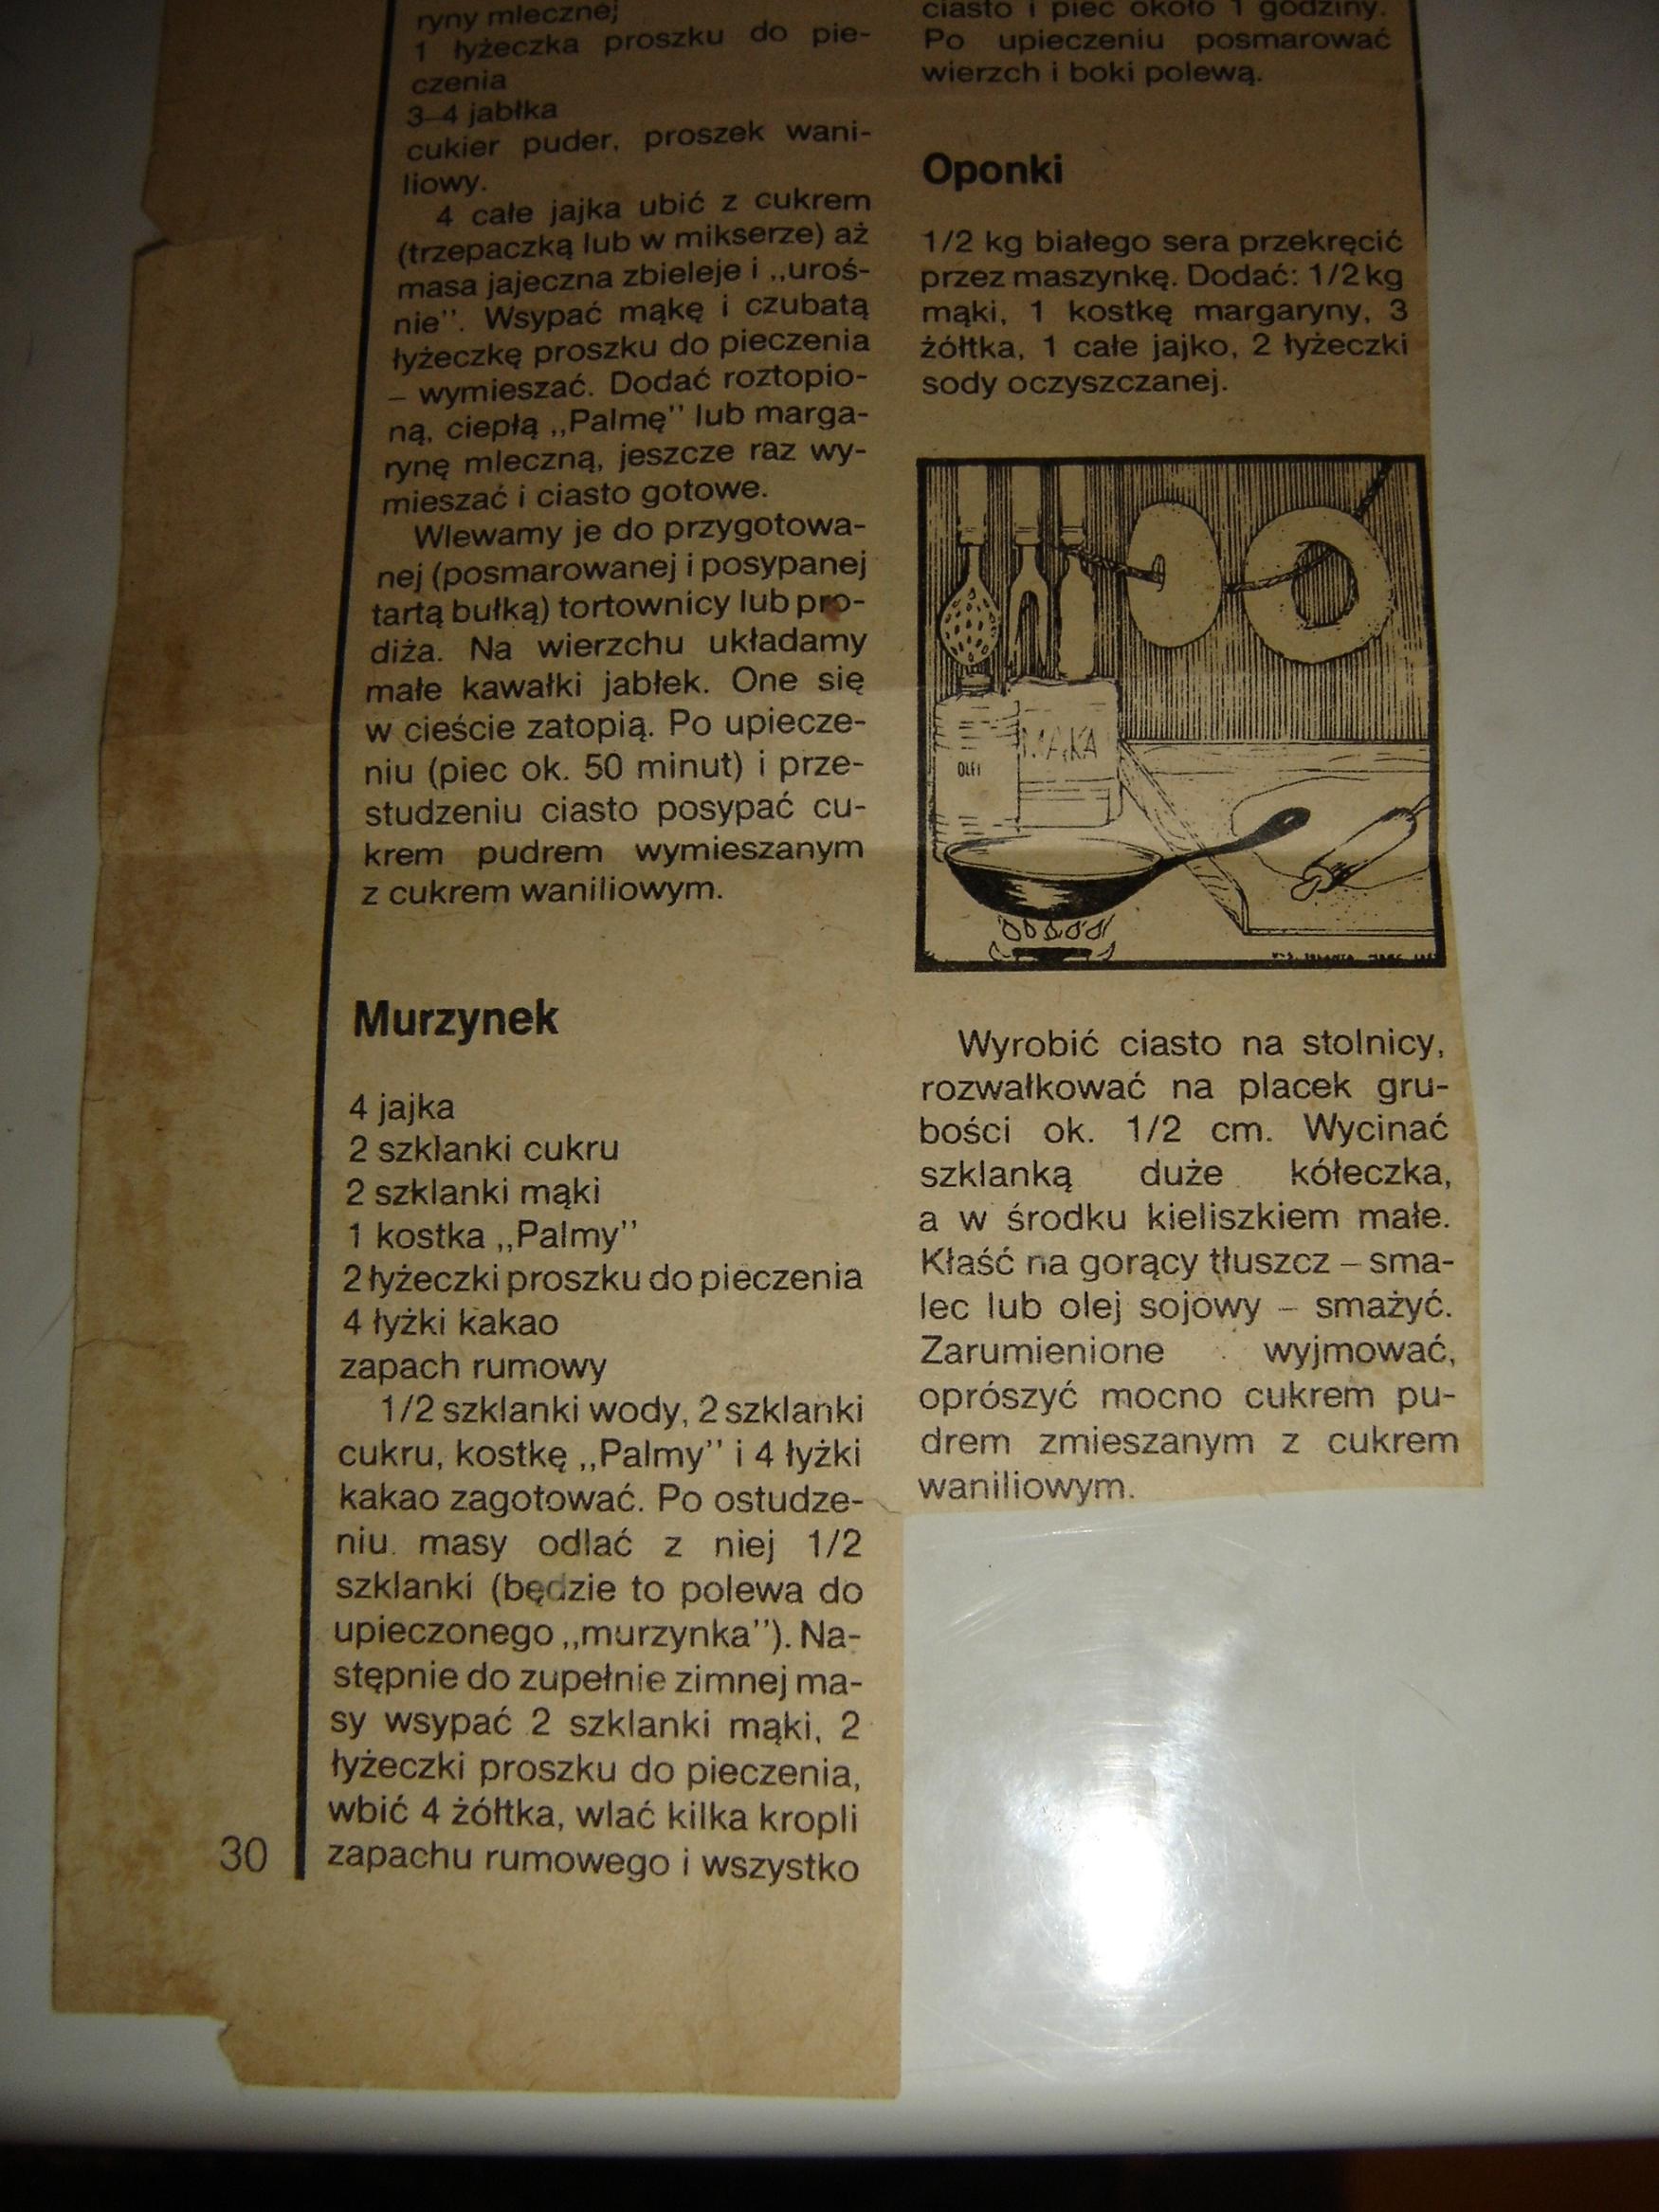 ryny mlecznej
1 łyżeczka proszku do pie-
czenia
3–4 jabłka
cukier puder, proszek wani-
liowy.
4 całe jajka ubić z cukrem
(trzepaczką lub w mikserze) aż
masa jajeczna zbieleje i ,,uroś-
nie''. Wsypać mąkę i czubatą
łyżeczkę proszku do pieczenia
– wymieszać. Dodać roztopio-
ną, ciepłą ,,Palmę'' lub marga-
rynę mleczną, jeszcze raz wy-
mieszać i ciasto gotowe.
Wlewamy je do przygotowa-
nej (posmarowanej i posypanej
tartą bułką) tortownicy lub pro-
diża. Na wierzchu układamy
małe kawałki jabłek. One się
w cieście zatopią. Po upiecze-
niu (piec ok. 50 minut) i prze-
studzeniu ciasto posypać cu-
krem pudrem wymieszanym
z cukrem waniliowym.
Murzynek
4 jajka
2 szklanki cukru
2 szklanki mąki
1 kostka ,,Palmy''
2 łyżeczki proszku do pieczenia
4 łyżki kakao
zapach rumowy
1/2 szklanki wody, 2 szklanki
cukru, kostkę ,,Palmy'' i 4 łyżki
kakao zagotować. Po ostudze-
niu masy odlać z niej 1/2
szklanki (będzie to polewa do
upieczonego ,,murzynka''). Na-
stępnie do zupełnie zimnej ma-
sy wsypać 2 szklanki mąki, 2
łyżeczki proszku do pieczenia,
wbić 4 żółtka, wlać kilka kropli
zapachu rumowego i wszystko
30
ciasto i piec około 1 godziny.
Po upieczeniu posmarować
wierzch i boki polewą.
Oponki
1/2 kg białego sera przekręcić
przez maszynkę. Dodać: 1/2 kg
mąki, 1 kostkę margaryny, 3
żółtka, 1 całe jajko, 2 łyżeczki
sody oczyszczanej.
MĄKA
Wyrobić ciasto na stolnicy,
rozwałkować na placek gru-
bości ok. 1/2 cm. Wycinać
szklanką duże kółeczka,
a w środku kieliszkiem małe.
Kłaść na gorący tłuszcz – sma-
lec lub olej sojowy – smażyć.
Zarumienione wyjmować,
oprószyć mocno cukrem pu-
drem zmieszanym z cukrem
waniliowym.